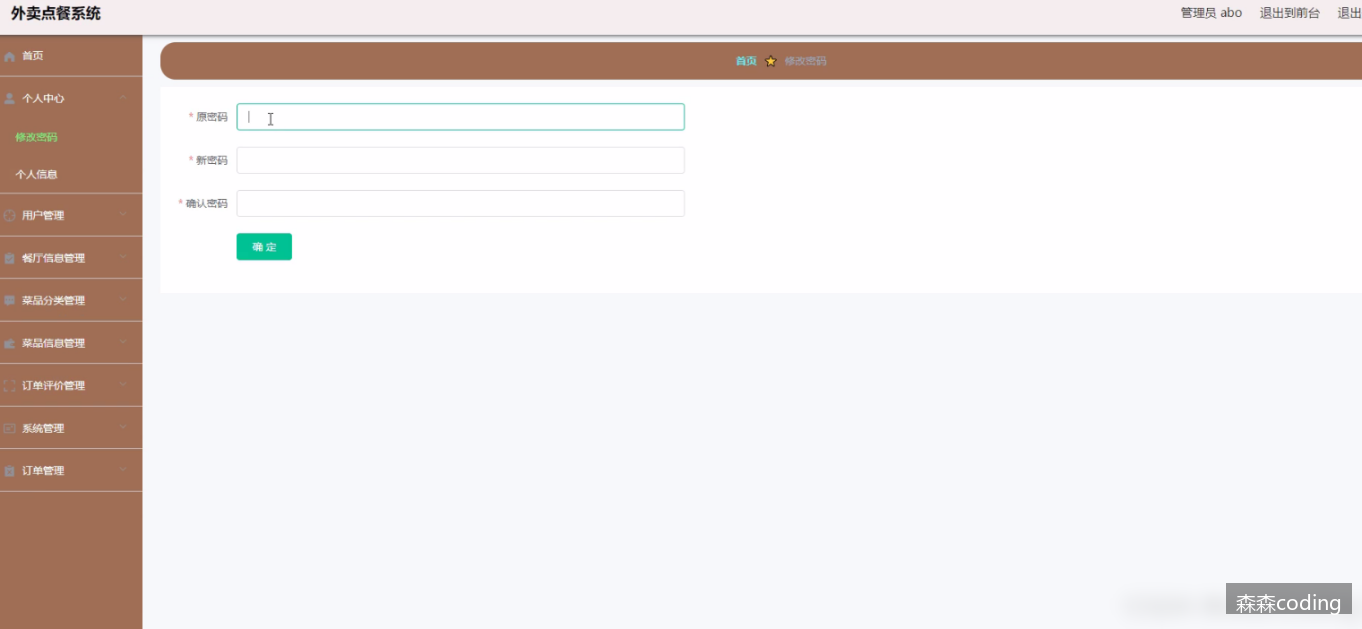 外卖点餐系统
管理员 abo 退出到前台 退出
首页
首页 修改密码
个人中心
修改密码
个人信息
用户管理
餐厅信息管理
菜品分类管理
菜品信息管理
订单评价管理
系统管理
订单管理
* 原密码
* 新密码
* 确认密码
确 定
森森coding